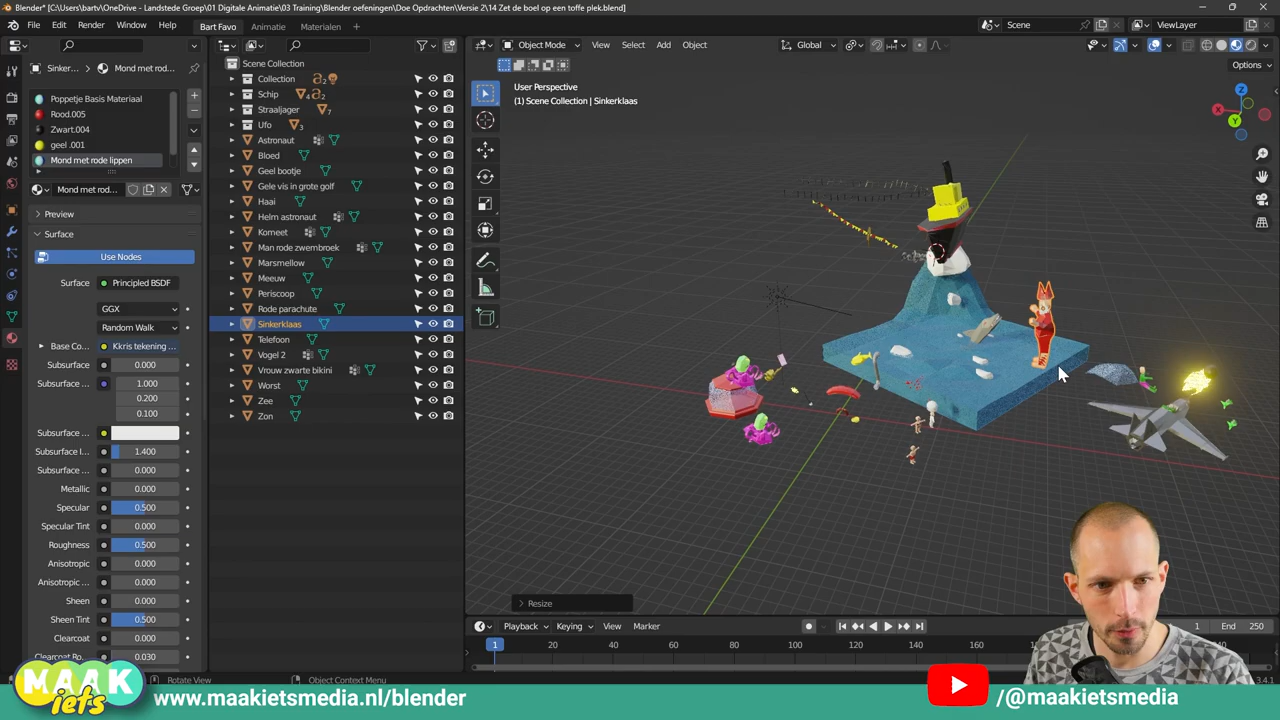 Blender* [C:\Users\bartv\OneDrive - Landstede Groep\01 Digitale Animatie\03 Training\Blender oefeningen\Doe Opdrachten\Versie 2\14 Zet de boel op een toffe plek.blend]
File Edit Render Window Help Bart Favo Animatie Materialen Scene ViewLayer
Object Mode View Select Add Object Global
Options
Sinker... Mond met rod...
Poppetje Basis Materiaal
Rood.005
Zwart.004
geel .001
Mond met rode lippen
Mond met rod...
Preview
Surface
Use Nodes
Surface Principled BSDF
GGX
Random Walk
Base Co... Kkris tekening ...
Subsurface 0.000
Subsurface ... 1.000
0.200
0.100
Subsurface ...
Subsurface I... 1.400
Subsurface ... 0.000
Metallic 0.000
Specular 0.500
Specular Tint 0.000
Roughness 0.500
Anisotropic 0.000
Anisotropic ... 0.000
Sheen 0.000
Sheen Tint 0.500
Clearcoat 0.000
Clearcoat Ro... 0.030
Scene Collection
Collection 2
Schip 4 2
Straaljager 7
Ufo 3
Astronaut
Bloed
Geel bootje
Gele vis in grote golf
Haai
Helm astronaut
Komeet
Man rode zwembroek
Marsmellow
Meeuw
Periscoop
Rode parachute
Sinkerklaas
Telefoon
Vogel 2
Vrouw zwarte bikini
Worst
Zee
Zon
User Perspective
(1) Scene Collection | Sinkerklaas
X Y Z
Resize
Playback Keying View Marker 1 End 250
1 20 40 60 80 100 120 140 160 180 200
Rotate View Object Context Menu 3.4.1
MAAK
iets
www.maakietsmedia.nl/blender
/@maakietsmedia